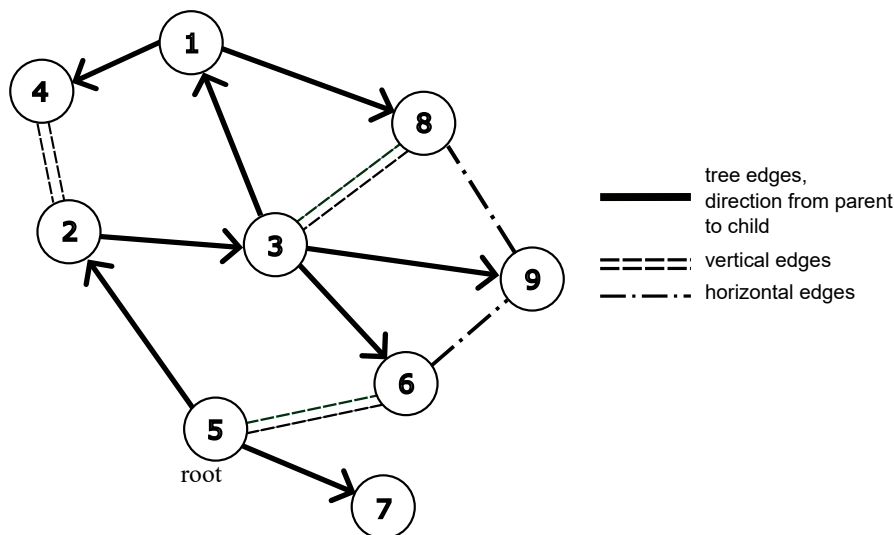 1
4
8
2
3
9
6
5
root
7
tree edges,
direction from parent
to child
vertical edges
horizontal edges